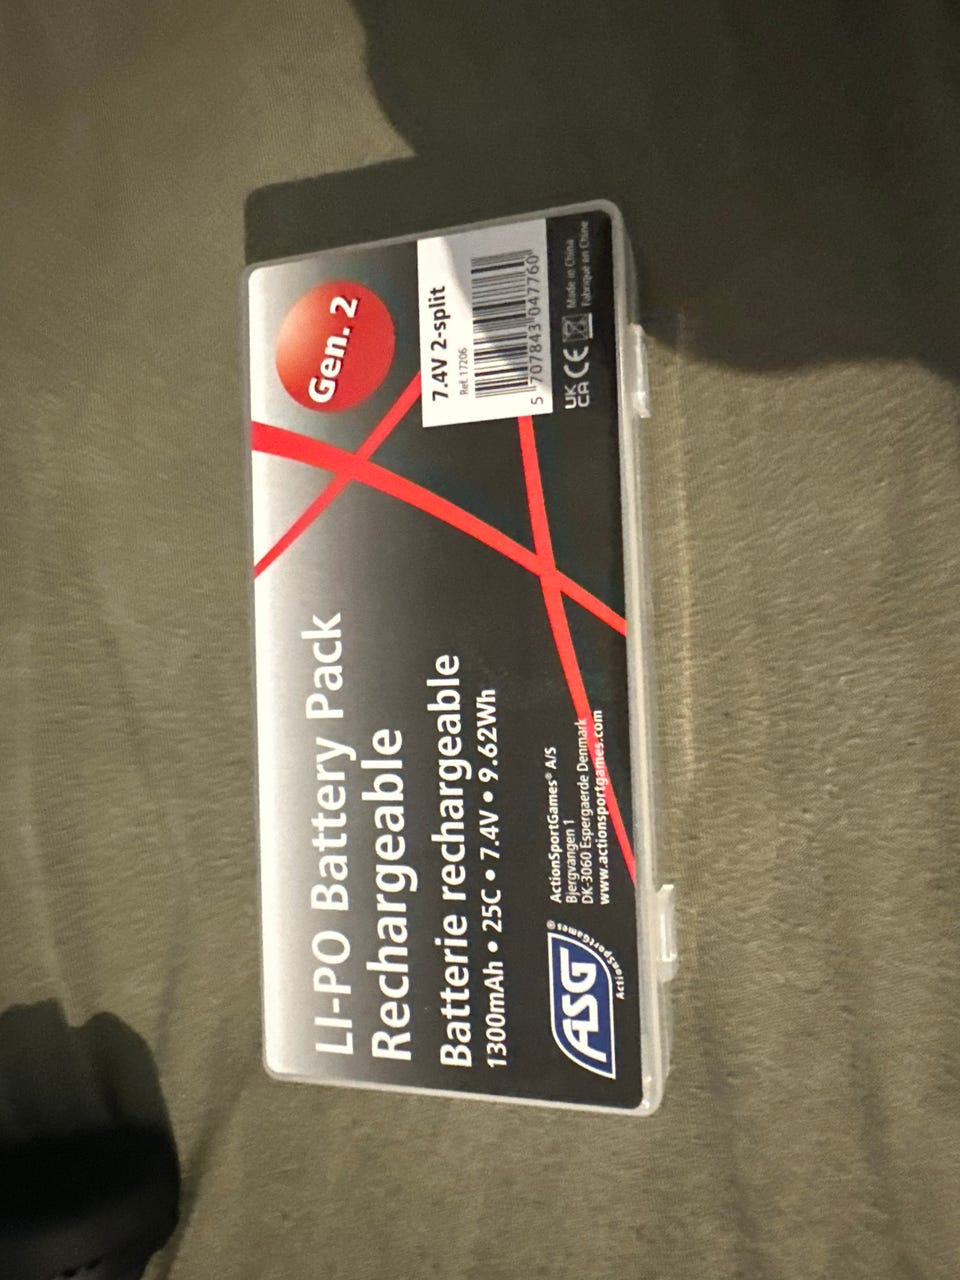 LI-PO Battery Pack
Rechargeable
Batterie rechargeable
1300mAh • 25C • 7.4V • 9.62Wh
Gen. 2
7.4V 2-split
Ref. 17206
5 707843 047760
ASG®
ActionSportGames
ActionSportGames® A/S
Bjergvangen 1
DK-3060 Espergaerde Denmark
www.actionsportgames.com
UK
CA
CE
Made in China
Fabriqué en Chine